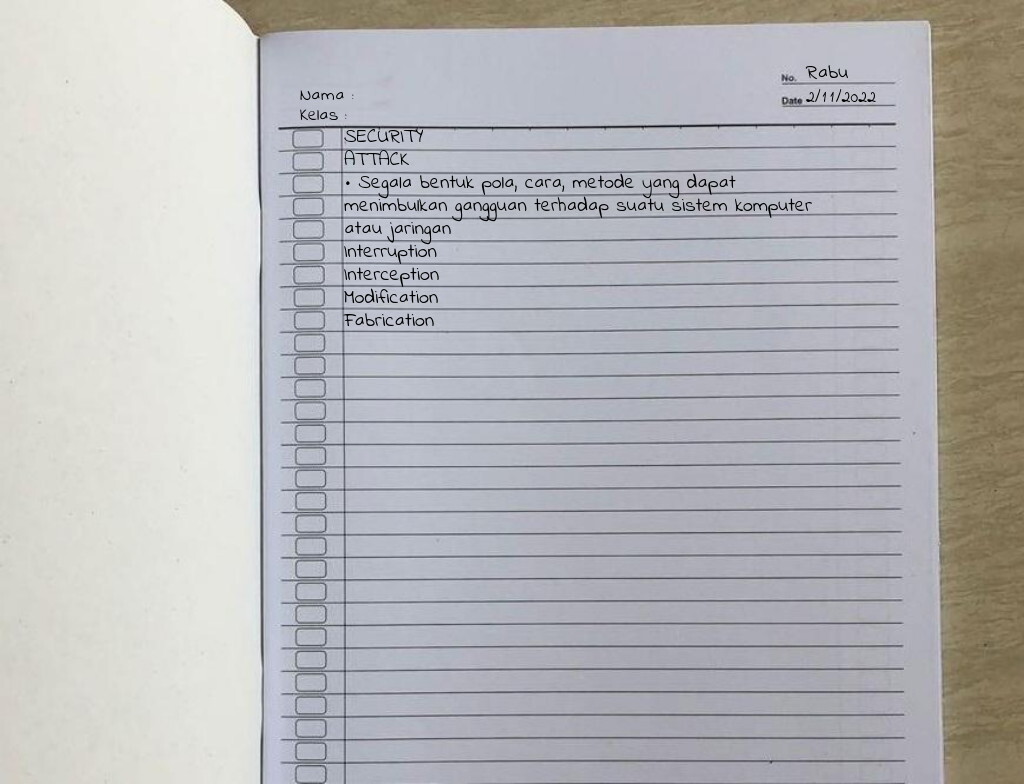 No. Rabu
Nama :
Date 2/11/2022
Kelas :
SECURITY
ATTACK
• Segala bentuk pola, cara, metode yang dapat
menimbulkan gangguan terhadap suatu sistem komputer
atau jaringan
Interruption
Interception
Modification
Fabrication